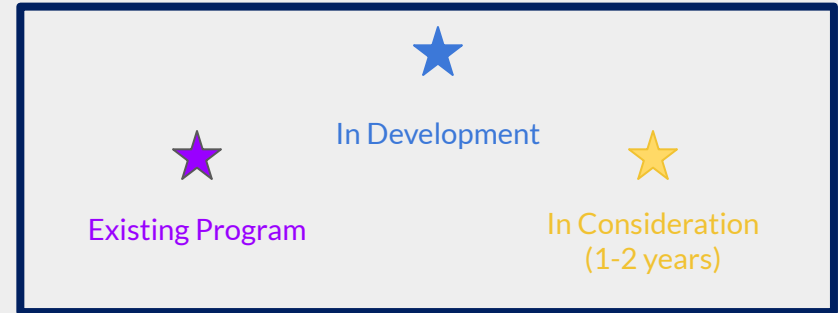 In Development
Existing Program
In Consideration
(1-2 years)